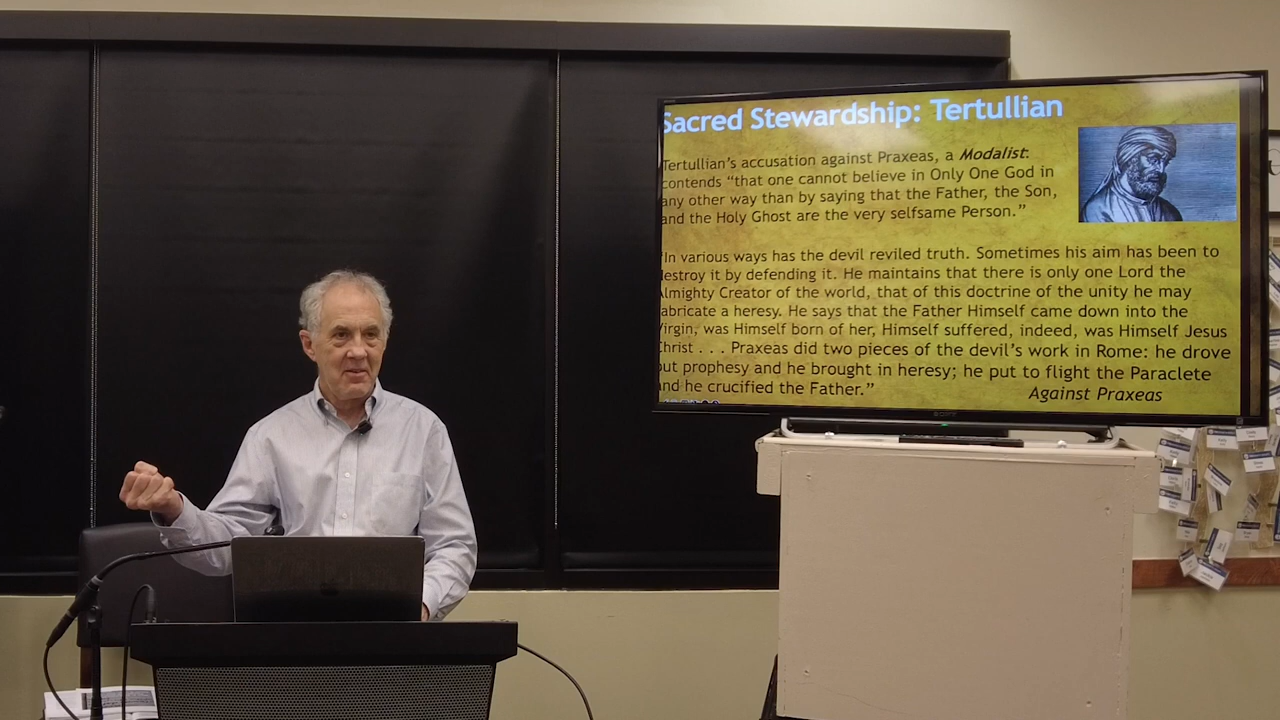 Sacred Stewardship: Tertullian
Tertullian's accusation against Praxeas, a Modalist:
contends “that one cannot believe in Only One God in
any other way than by saying that the Father, the Son,
and the Holy Ghost are the very selfsame Person.”
“In various ways has the devil reviled truth. Sometimes his aim has been to
destroy it by defending it. He maintains that there is only one Lord the
Almighty Creator of the world, that of this doctrine of the unity he may
fabricate a heresy. He says that the Father Himself came down into the
Virgin, was Himself born of her, Himself suffered, indeed, was Himself Jesus
Christ . . . Praxeas did two pieces of the devil's work in Rome: he drove
out prophesy and he brought in heresy; he put to flight the Paraclete
and he crucified the Father.”
Against Praxeas
SONY